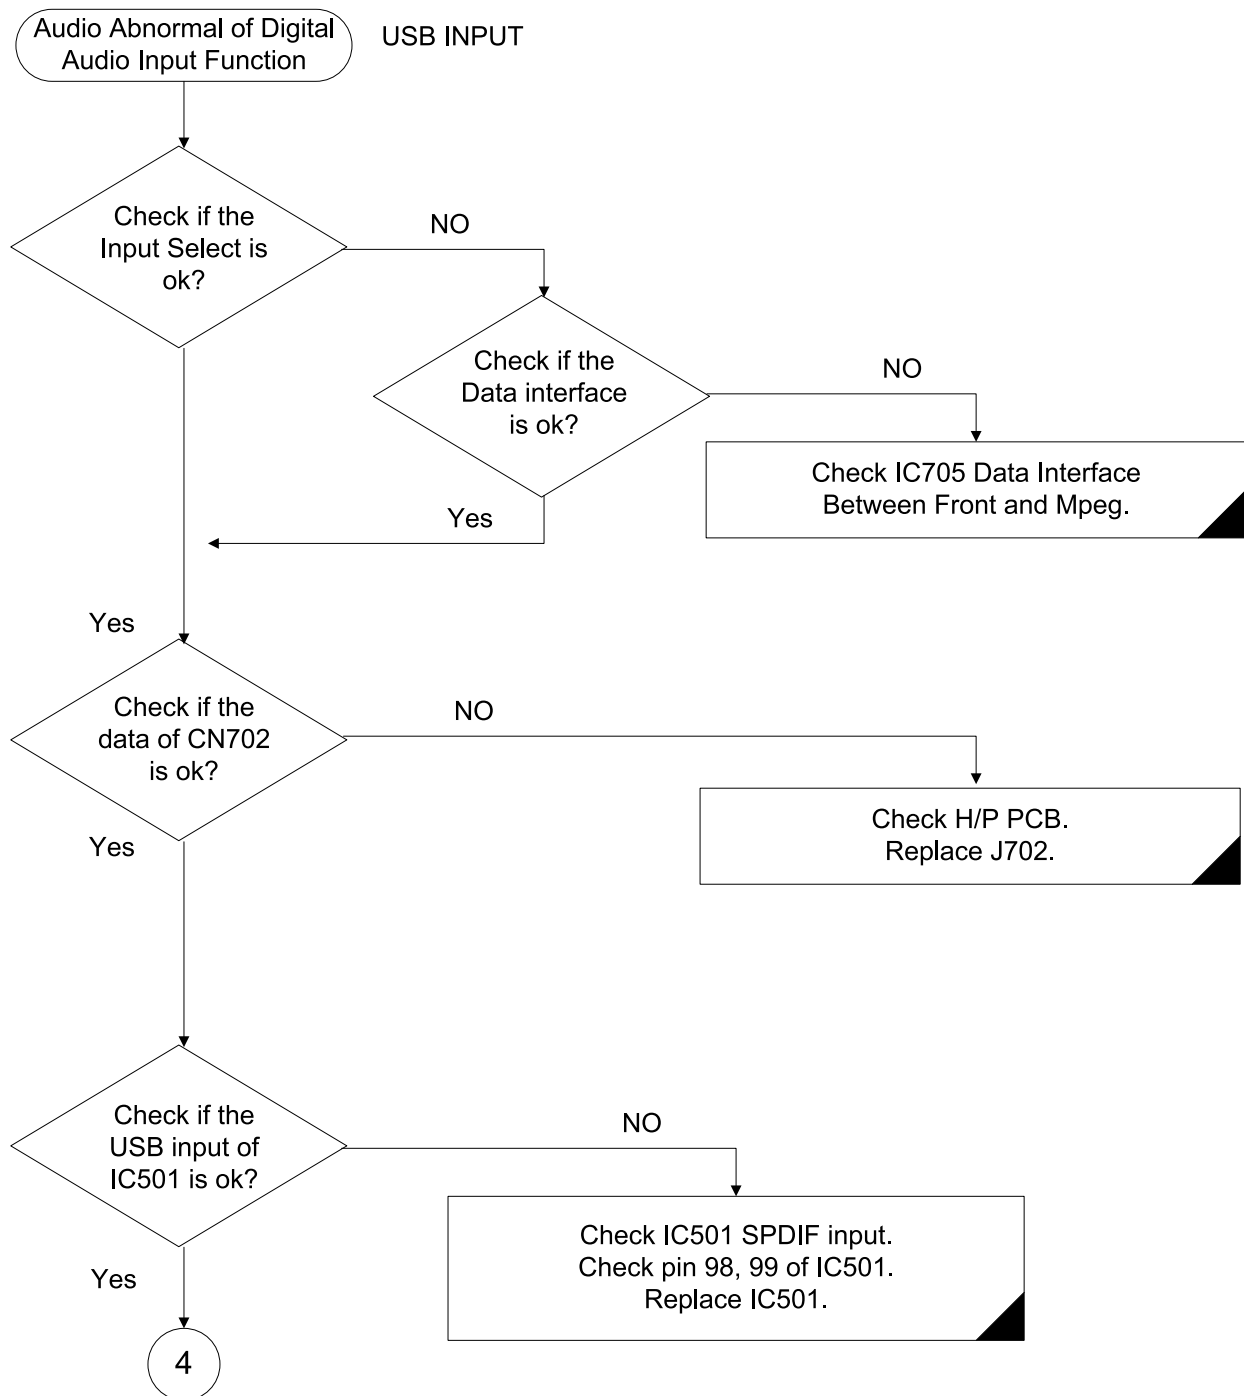 Audio Abnormal of Digital
Audio Input Function
USB INPUT
Check if the
Input Select is
ok?
NO
Check if the
Data interface
is ok?
NO
Check IC705 Data Interface
Between Front and Mpeg.
Yes
Yes
Check if the
data of CN702
is ok?
NO
Check H/P PCB.
Replace J702.
Yes
Check if the
USB input of
IC501 is ok?
NO
Check IC501 SPDIF input.
Check pin 98, 99 of IC501.
Replace IC501.
Yes
4